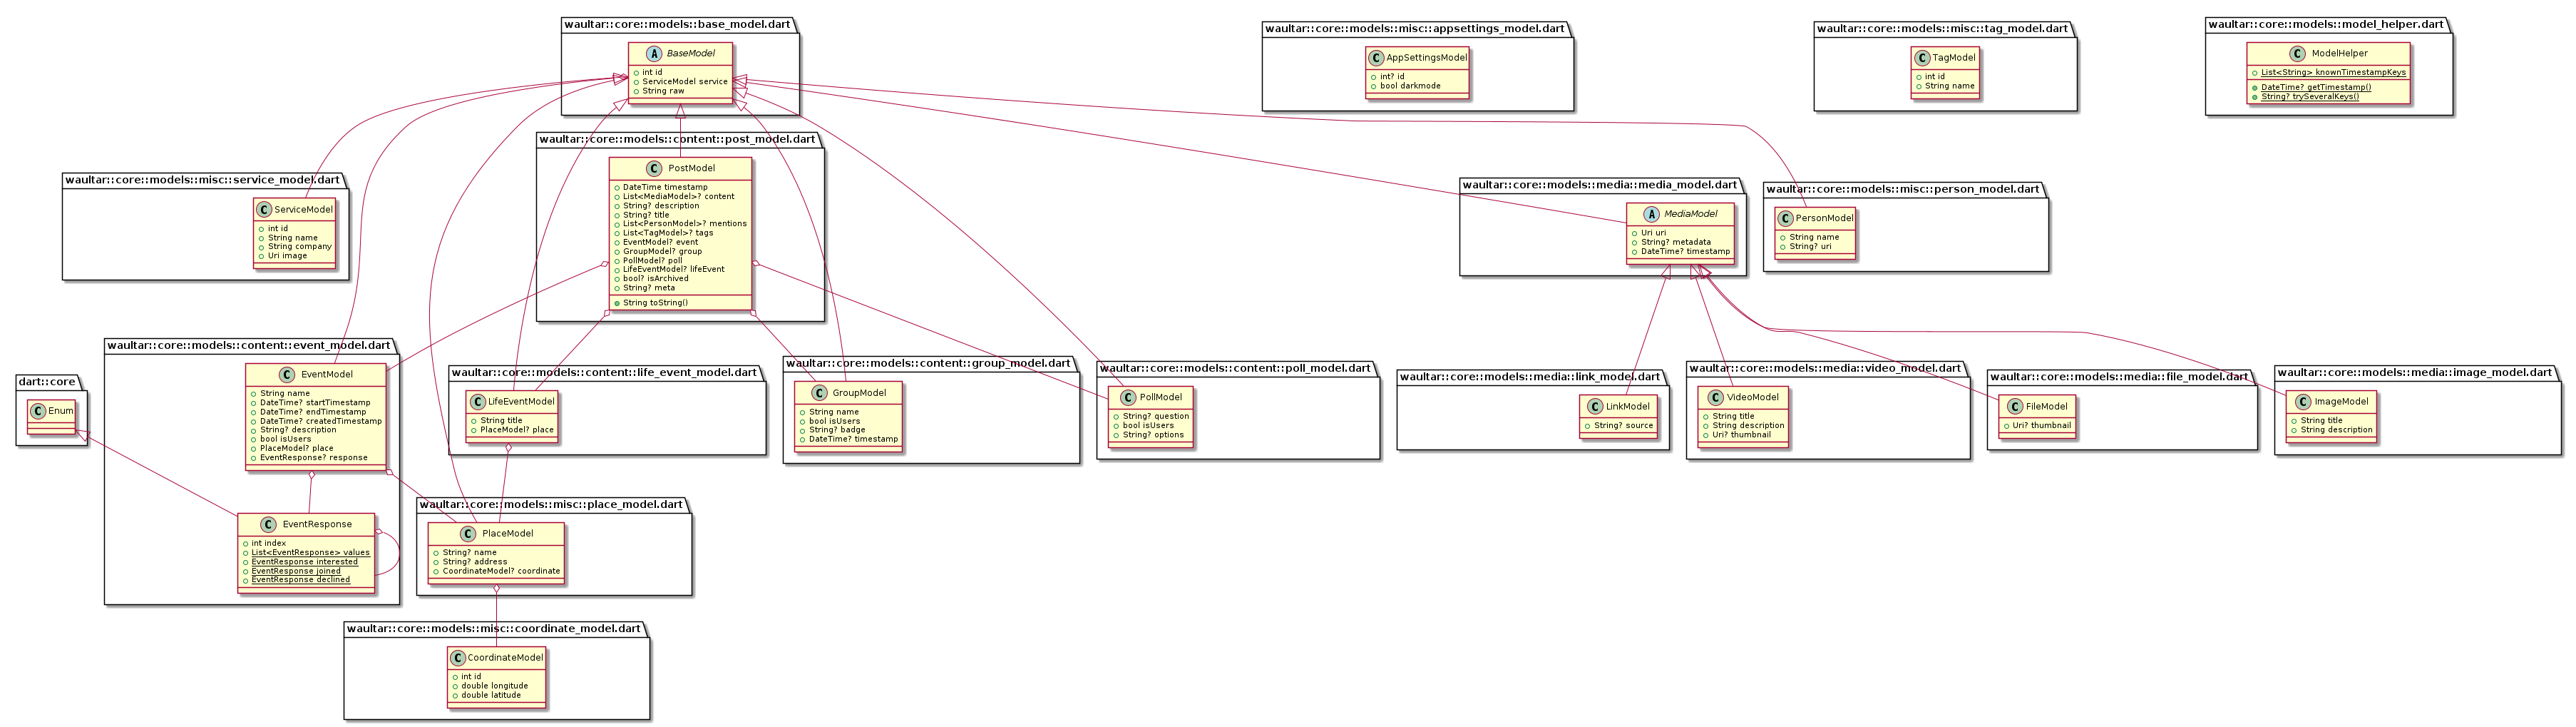 waultar::core::models::base_model.dart
BaseModel
int id
ServiceModel service
String raw
waultar::core::models::misc::appsettings_model.dart
AppSettingsModel
int? id
bool darkmode
waultar::core::models::misc::tag_model.dart
TagModel
int id
String name
waultar::core::models::model_helper.dart
ModelHelper
List<String> knownTimestampKeys
DateTime? getTimestamp()
String? trySeveralKeys()
waultar::core::models::content::post_model.dart
PostModel
DateTime timestamp
List<MediaModel>? content
String? description
String? title
List<PersonModel>? mentions
List<TagModel>? tags
EventModel? event
GroupModel? group
PollModel? poll
LifeEventModel? lifeEvent
bool? isArchived
String? meta
String toString()
waultar::core::models::misc::service_model.dart
ServiceModel
int id
String name
String company
Uri image
waultar::core::models::media::media_model.dart
MediaModel
Uri uri
String? metadata
DateTime? timestamp
waultar::core::models::misc::person_model.dart
PersonModel
String name
String? uri
dart::core
Enum
waultar::core::models::content::event_model.dart
EventModel
String name
DateTime? startTimestamp
DateTime? endTimestamp
DateTime? createdTimestamp
String? description
bool isUsers
PlaceModel? place
EventResponse? response
EventResponse
int index
List<EventResponse> values
EventResponse interested
EventResponse joined
EventResponse declined
waultar::core::models::content::life_event_model.dart
LifeEventModel
String title
PlaceModel? place
waultar::core::models::content::group_model.dart
GroupModel
String name
bool isUsers
String? badge
DateTime? timestamp
waultar::core::models::content::poll_model.dart
PollModel
String? question
bool isUsers
String? options
waultar::core::models::media::link_model.dart
LinkModel
String? source
waultar::core::models::media::video_model.dart
VideoModel
String title
String description
Uri? thumbnail
waultar::core::models::media::file_model.dart
FileModel
Uri? thumbnail
waultar::core::models::media::image_model.dart
ImageModel
String title
String description
waultar::core::models::misc::place_model.dart
PlaceModel
String? name
String? address
CoordinateModel? coordinate
waultar::core::models::misc::coordinate_model.dart
CoordinateModel
int id
double longitude
double latitude